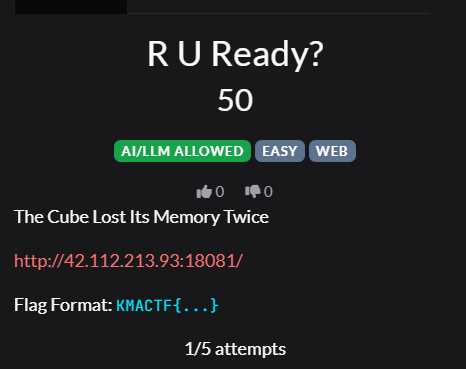 R U Ready?
50
AI/LLM ALLOWED EASY WEB
0 0
The Cube Lost Its Memory Twice
http://42.112.213.93:18081/
Flag Format: KMACTF{...}
1/5 attempts